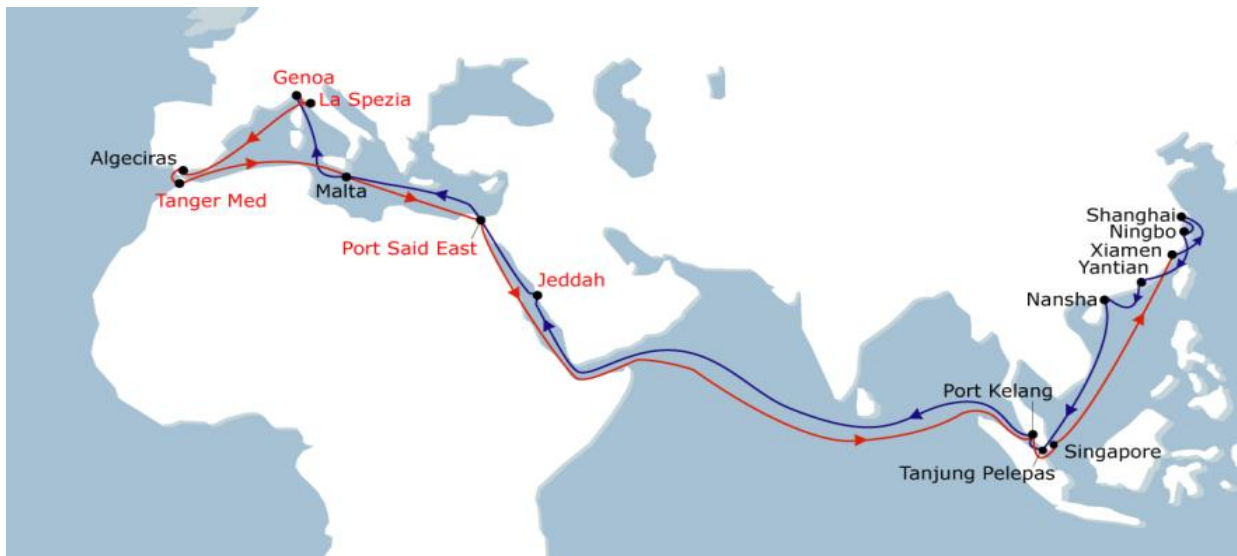 Genoa
La Spezia
Algeciras
Tanger Med
Malta
Port Said East
Jeddah
Shanghai
Ningbo
Xiamen
Yantian
Nansha
Port Kelang
Singapore
Tanjung Pelepas